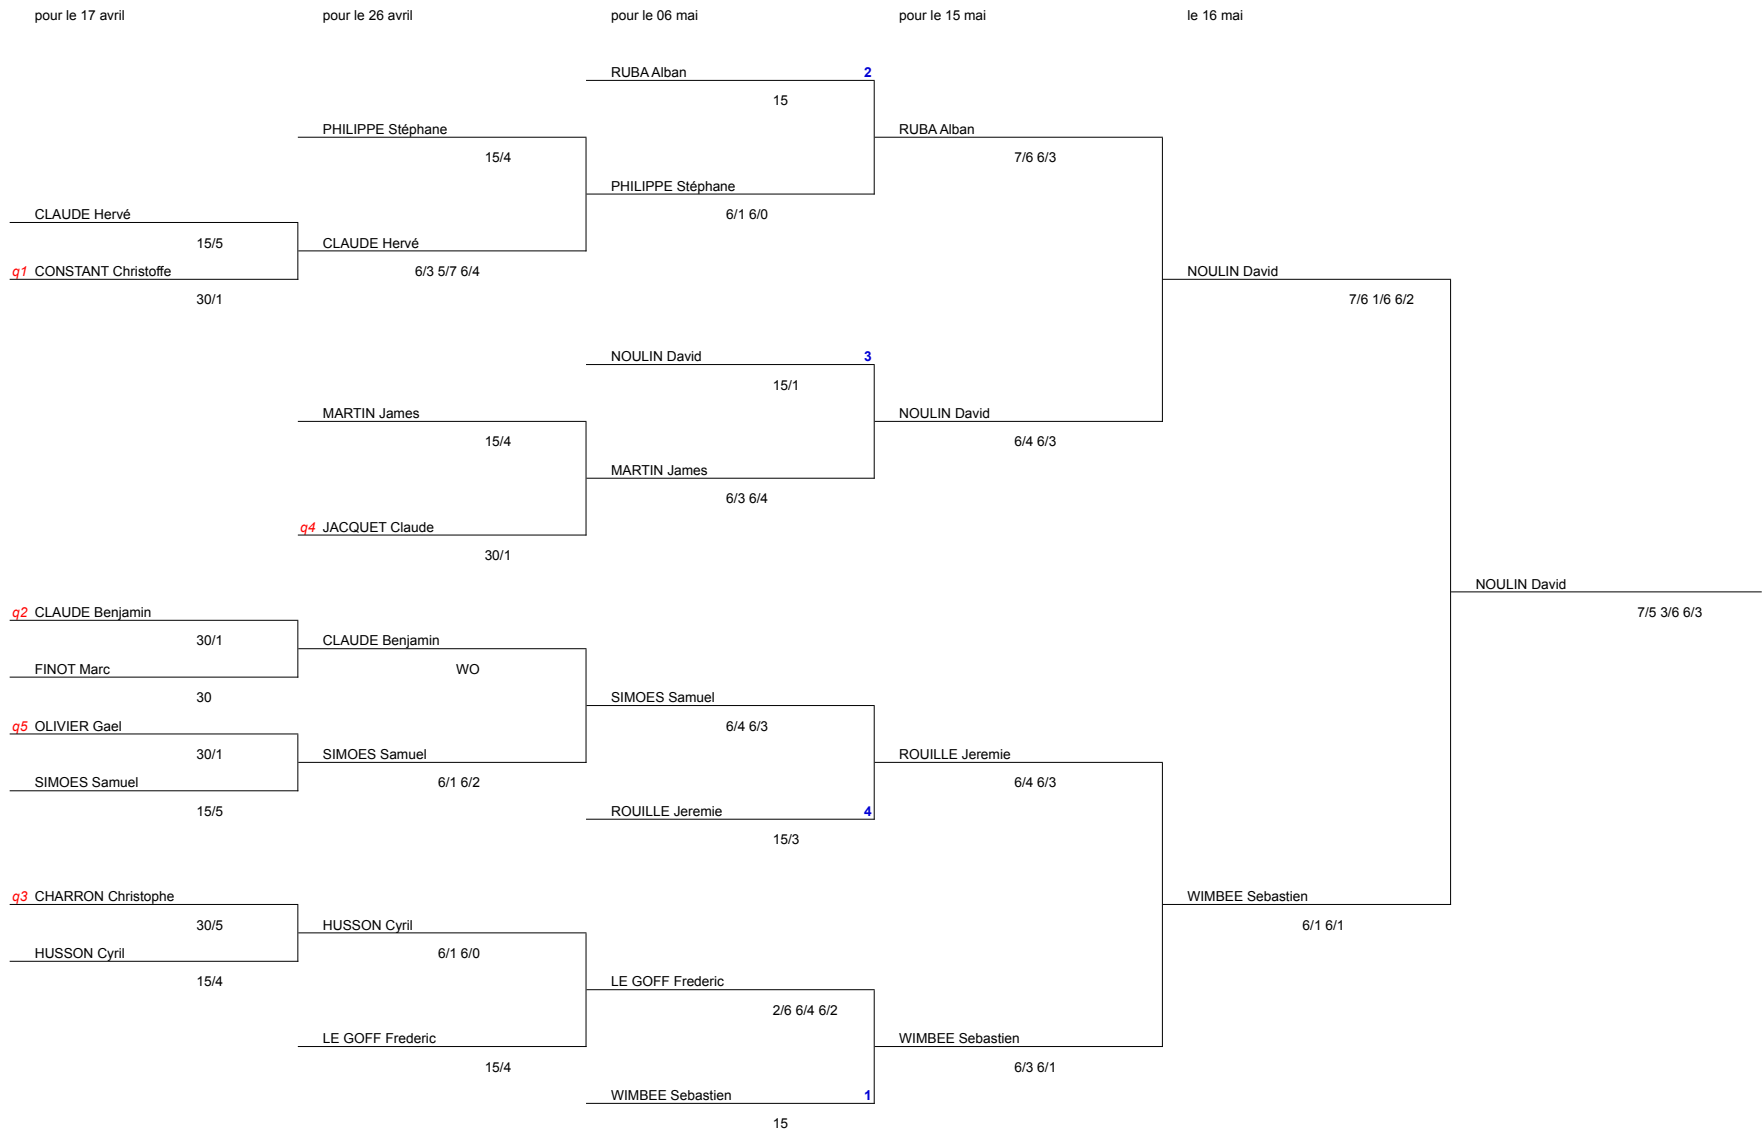 pour le 17 avril pour le 26 avril pour le 06 mai pour le 15 mai le 16 mai
RUBA Alban 2
15
PHILIPPE Stéphane RUBA Alban
15/4 7/6 6/3
PHILIPPE Stéphane
CLAUDE Hervé 6/1 6/0
15/5 CLAUDE Hervé
q1 CONSTANT Christoffe 6/3 5/7 6/4 NOULIN David
30/1 7/6 1/6 6/2
NOULIN David 3
15/1
MARTIN James NOULIN David
15/4 6/4 6/3
MARTIN James
6/3 6/4
q4 JACQUET Claude
30/1
NOULIN David
q2 CLAUDE Benjamin 7/5 3/6 6/3
30/1 CLAUDE Benjamin
FINOT Marc WO
30 SIMOES Samuel
q5 OLIVIER Gael 6/4 6/3
30/1 SIMOES Samuel ROUILLE Jeremie
SIMOES Samuel 6/1 6/2 6/4 6/3
15/5 ROUILLE Jeremie 4
15/3
q3 CHARRON Christophe WIMBEE Sebastien
30/5 HUSSON Cyril 6/1 6/1
HUSSON Cyril 6/1 6/0
15/4 LE GOFF Frederic
2/6 6/4 6/2
LE GOFF Frederic WIMBEE Sebastien
15/4 6/3 6/1
WIMBEE Sebastien 1
15